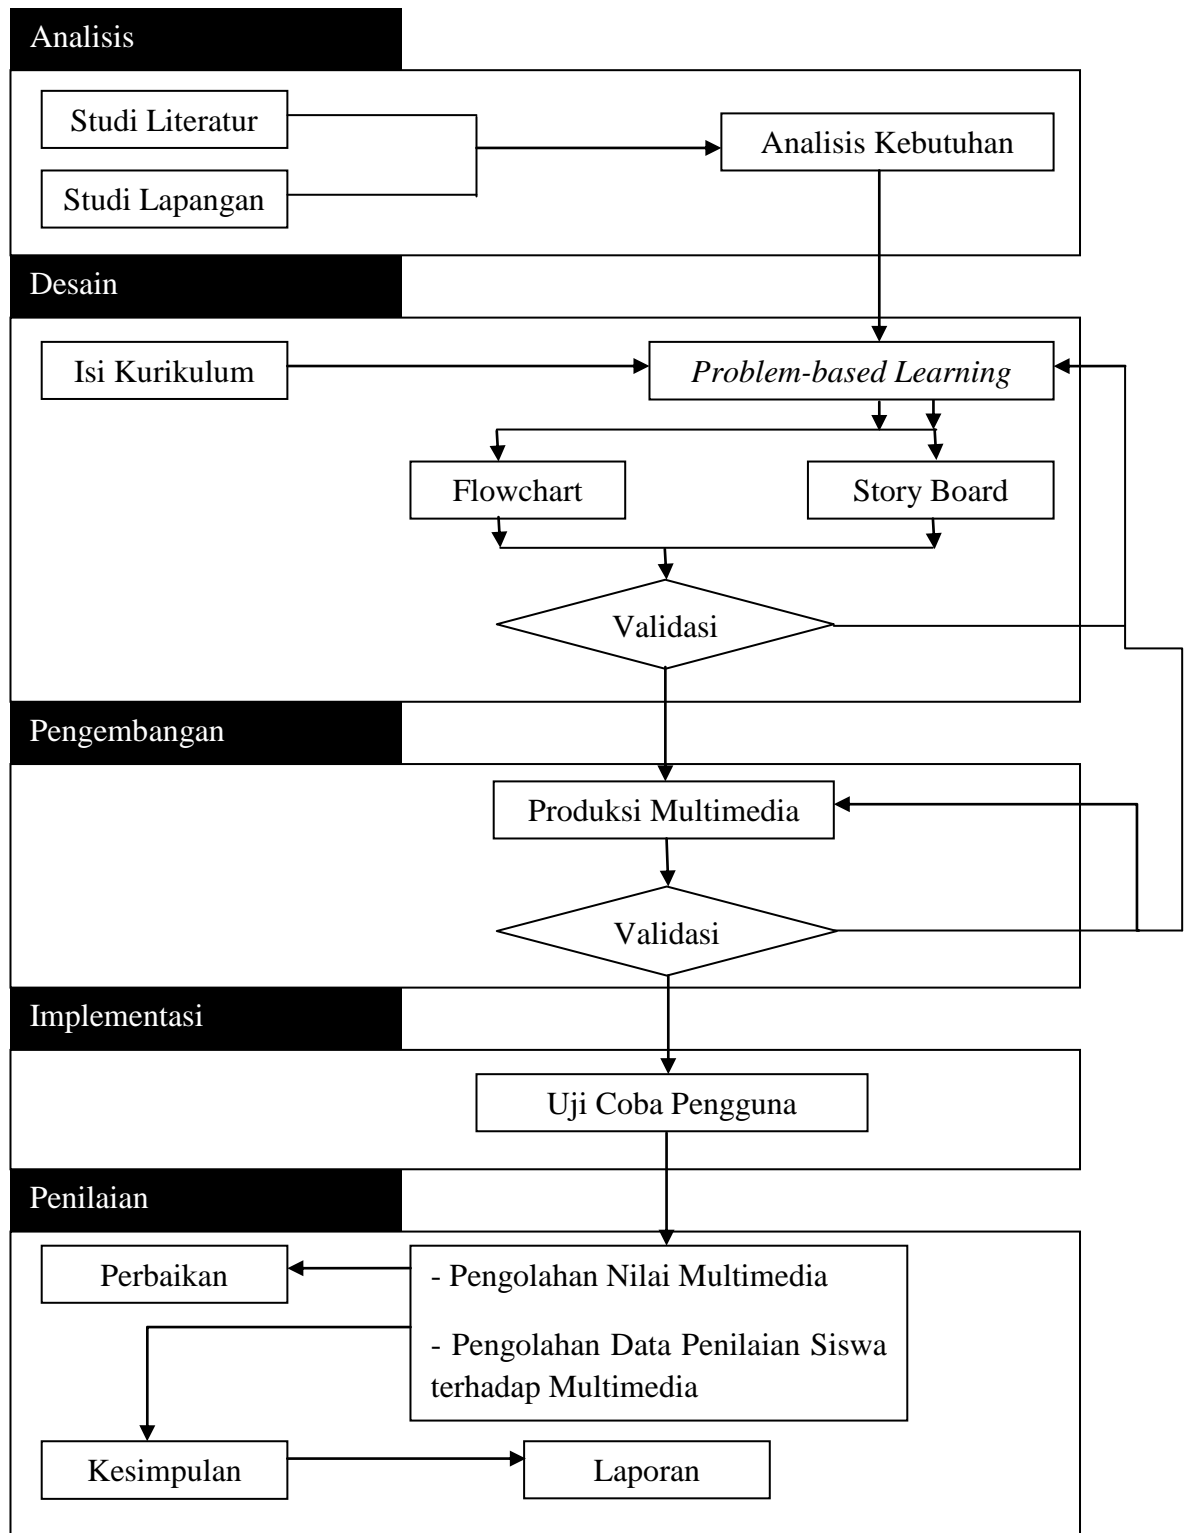 Analisis
Studi Literatur
Analisis Kebutuhan
Studi Lapangan
Desain
Isi Kurikulum
Problem-based Learning
Flowchart
Story Board
Validasi
Pengembangan
Produksi Multimedia
Validasi
Implementasi
Uji Coba Pengguna
Penilaian
Perbaikan
- Pengolahan Nilai Multimedia
- Pengolahan Data Penilaian Siswa
terhadap Multimedia
Kesimpulan
Laporan